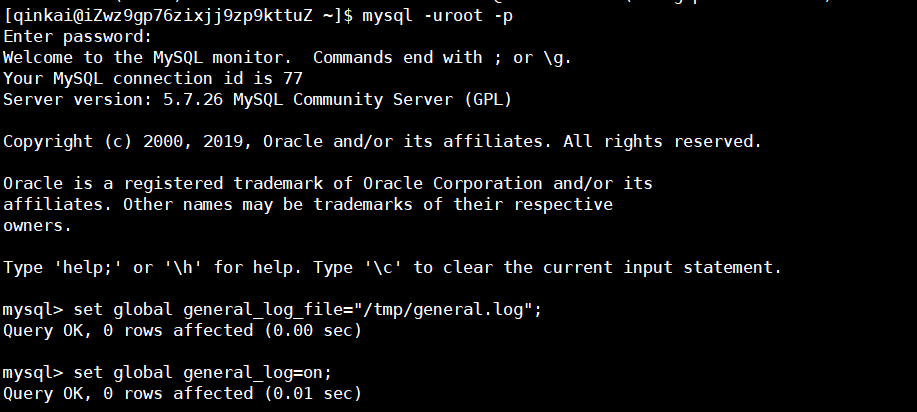 [qinkai@iZwz9gp76zixjj9zp9kttuZ ~]$ mysql -uroot -p
Enter password:
Welcome to the MySQL monitor.  Commands end with ; or \g.
Your MySQL connection id is 77
Server version: 5.7.26 MySQL Community Server (GPL)
Copyright (c) 2000, 2019, Oracle and/or its affiliates. All rights reserved.
Oracle is a registered trademark of Oracle Corporation and/or its
affiliates. Other names may be trademarks of their respective
owners.
Type 'help;' or '\h' for help. Type '\c' to clear the current input statement.
mysql> set global general_log_file="/tmp/general.log";
Query OK, 0 rows affected (0.00 sec)
mysql> set global general_log=on;
Query OK, 0 rows affected (0.01 sec)